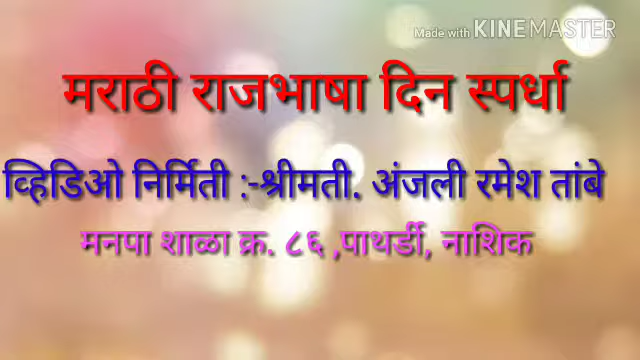 Made with KINEMASTER
मराठी राजभाषा दिन स्पर्धा
व्हिडिओ निर्मिती :-श्रीमती. अंजली रमेश तांबे
मनपा शाळा क्र. ८६ ,पाथर्डी, नाशिक